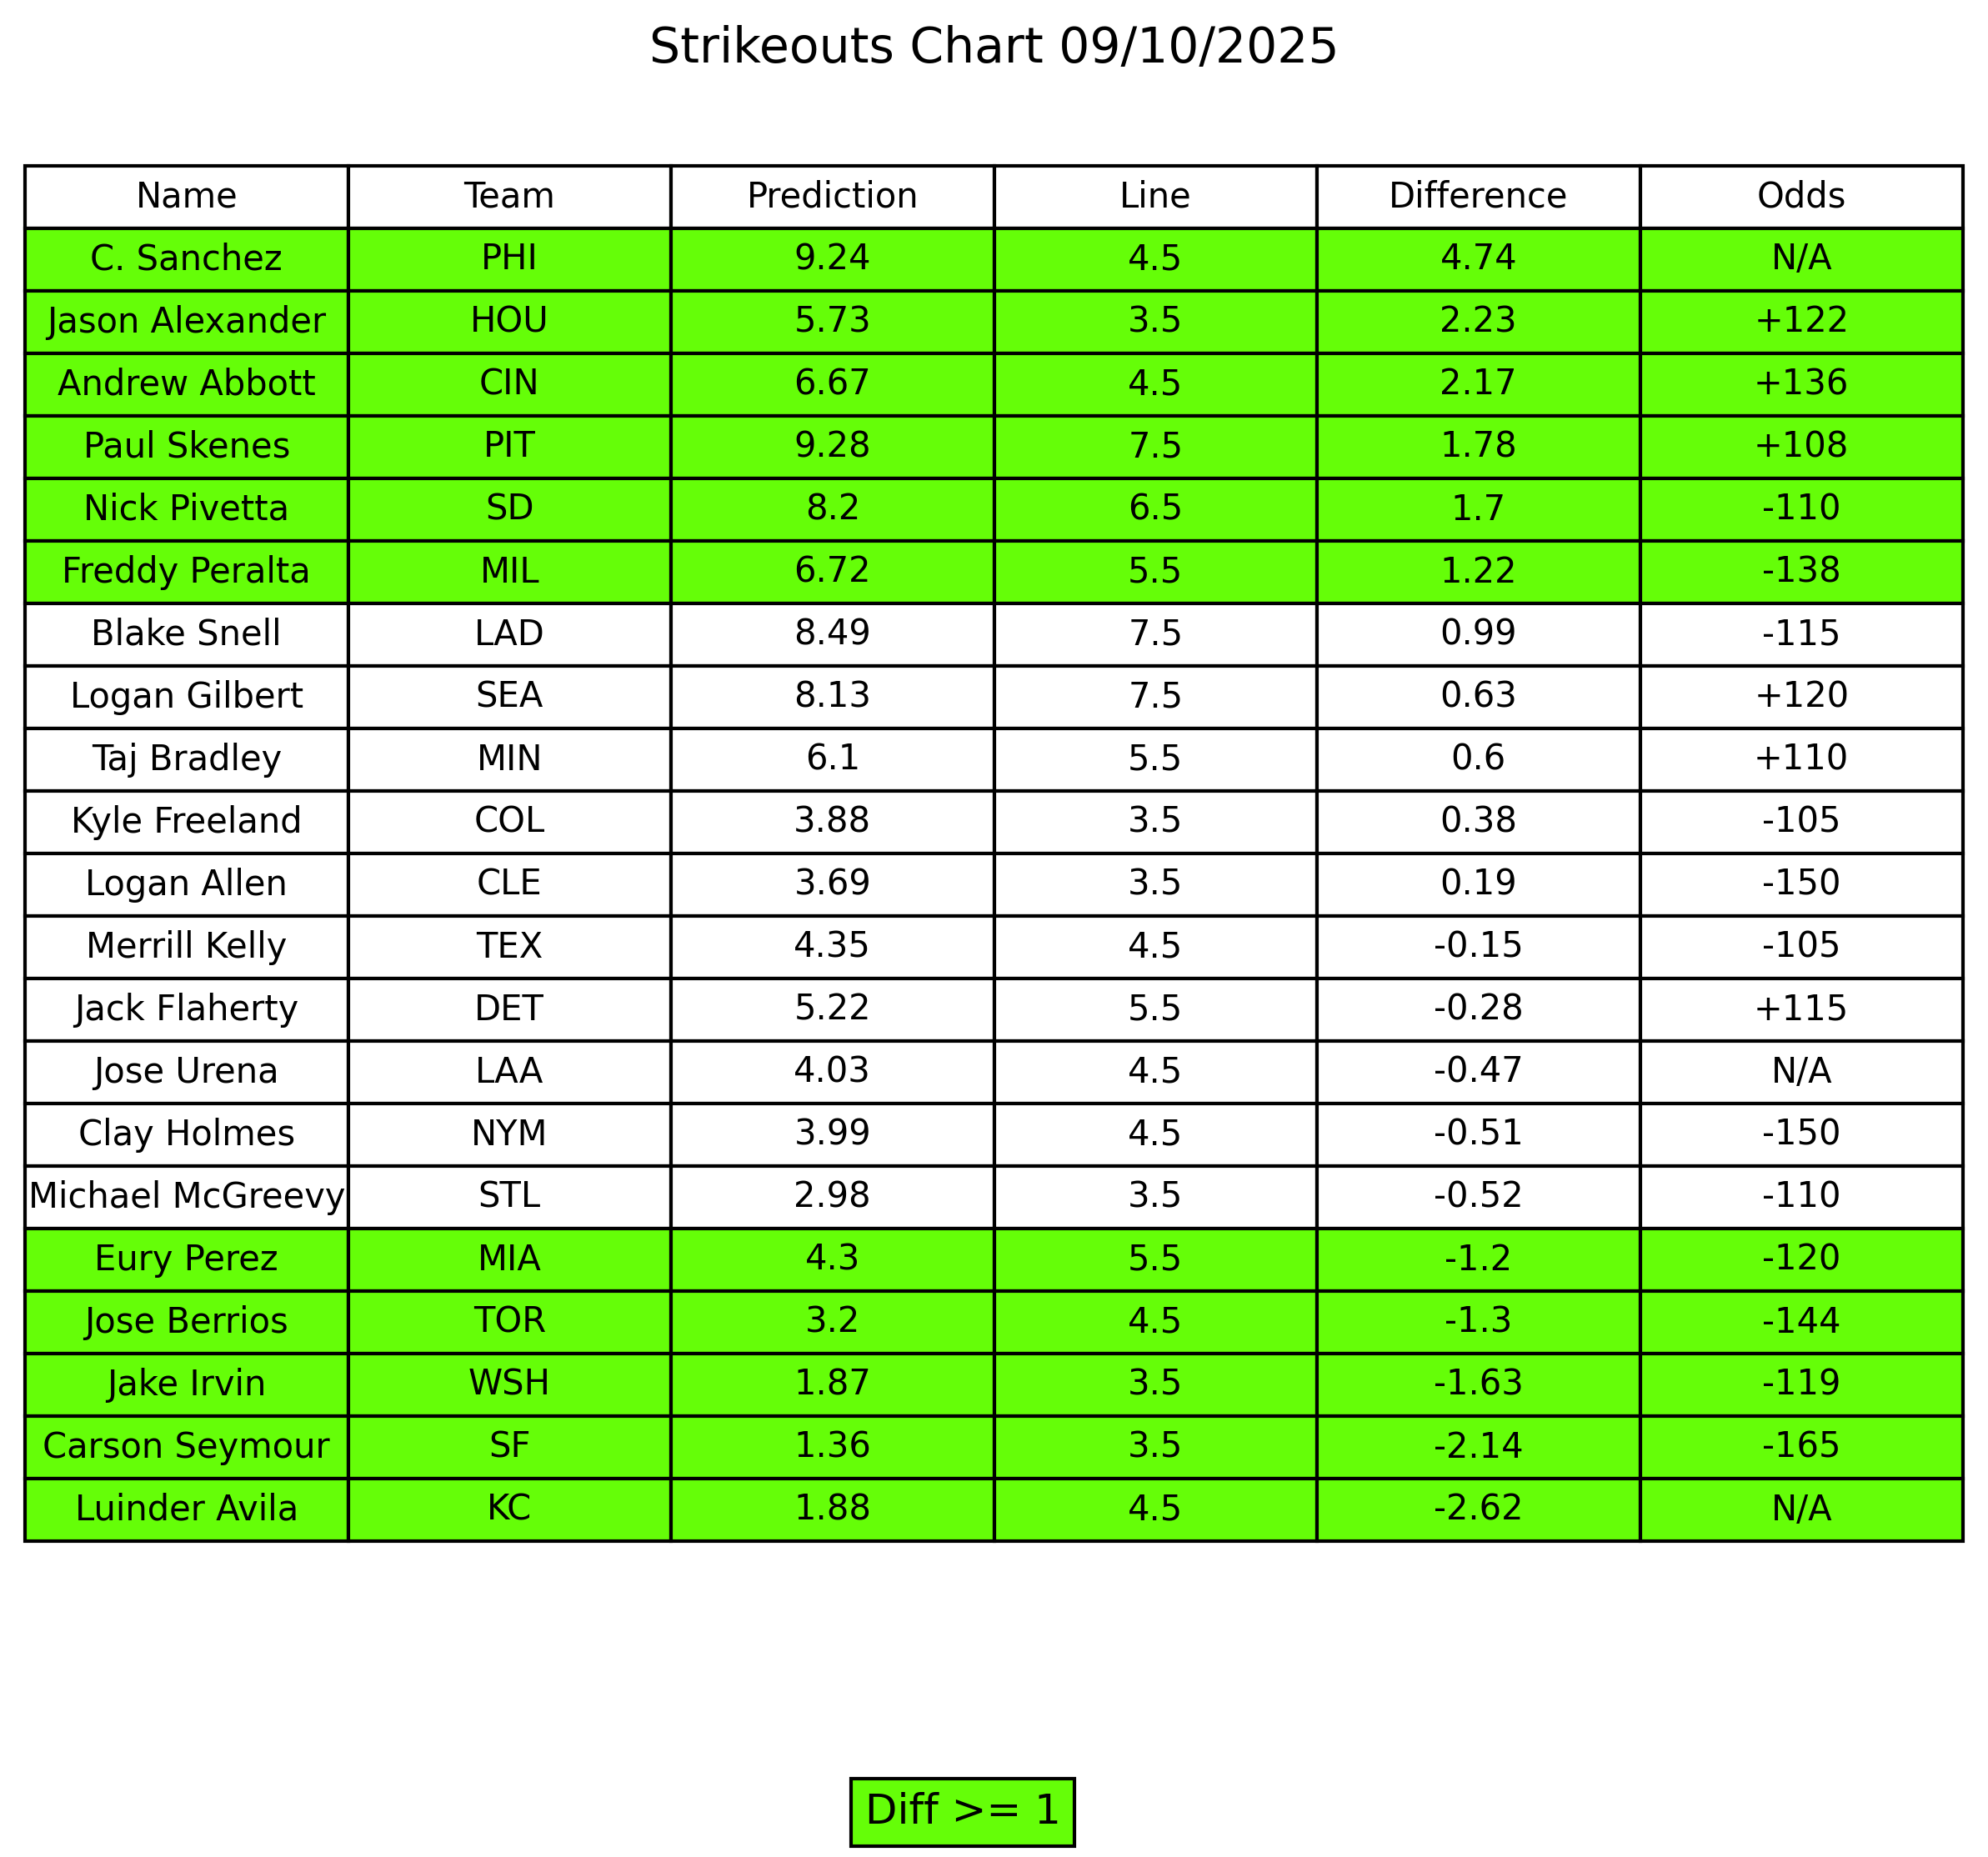 Strikeouts Chart 09/10/2025
Name Team Prediction Line Difference Odds
C. Sanchez PHI 9.24 4.5 4.74 N/A
Jason Alexander HOU 5.73 3.5 2.23 +122
Andrew Abbott CIN 6.67 4.5 2.17 +136
Paul Skenes PIT 9.28 7.5 1.78 +108
Nick Pivetta SD 8.2 6.5 1.7 -110
Freddy Peralta MIL 6.72 5.5 1.22 -138
Blake Snell LAD 8.49 7.5 0.99 -115
Logan Gilbert SEA 8.13 7.5 0.63 +120
Taj Bradley MIN 6.1 5.5 0.6 +110
Kyle Freeland COL 3.88 3.5 0.38 -105
Logan Allen CLE 3.69 3.5 0.19 -150
Merrill Kelly TEX 4.35 4.5 -0.15 -105
Jack Flaherty DET 5.22 5.5 -0.28 +115
Jose Urena LAA 4.03 4.5 -0.47 N/A
Clay Holmes NYM 3.99 4.5 -0.51 -150
Michael McGreevy STL 2.98 3.5 -0.52 -110
Eury Perez MIA 4.3 5.5 -1.2 -120
Jose Berrios TOR 3.2 4.5 -1.3 -144
Jake Irvin WSH 1.87 3.5 -1.63 -119
Carson Seymour SF 1.36 3.5 -2.14 -165
Luinder Avila KC 1.88 4.5 -2.62 N/A
Diff >= 1